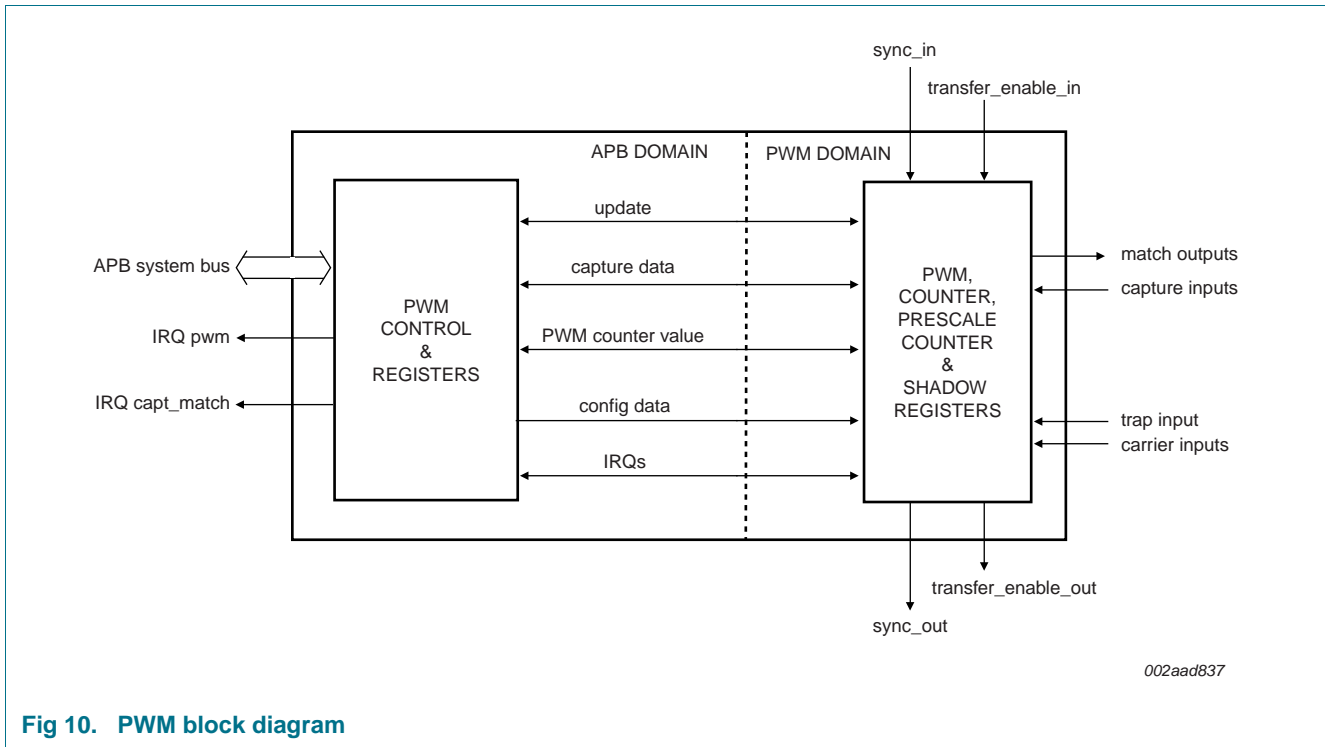 sync_in
transfer_enable_in
APB DOMAIN
PWM DOMAIN
update
APB system bus
capture data
match outputs
PWM
CONTROL
&
REGISTERS
PWM,
COUNTER,
PRESCALE
COUNTER
&
SHADOW
REGISTERS
capture inputs
IRQ pwm
PWM counter value
IRQ capt_match
config data
trap input
carrier inputs
IRQs
transfer_enable_out
sync_out
002aad837
Fig 10. PWM block diagram